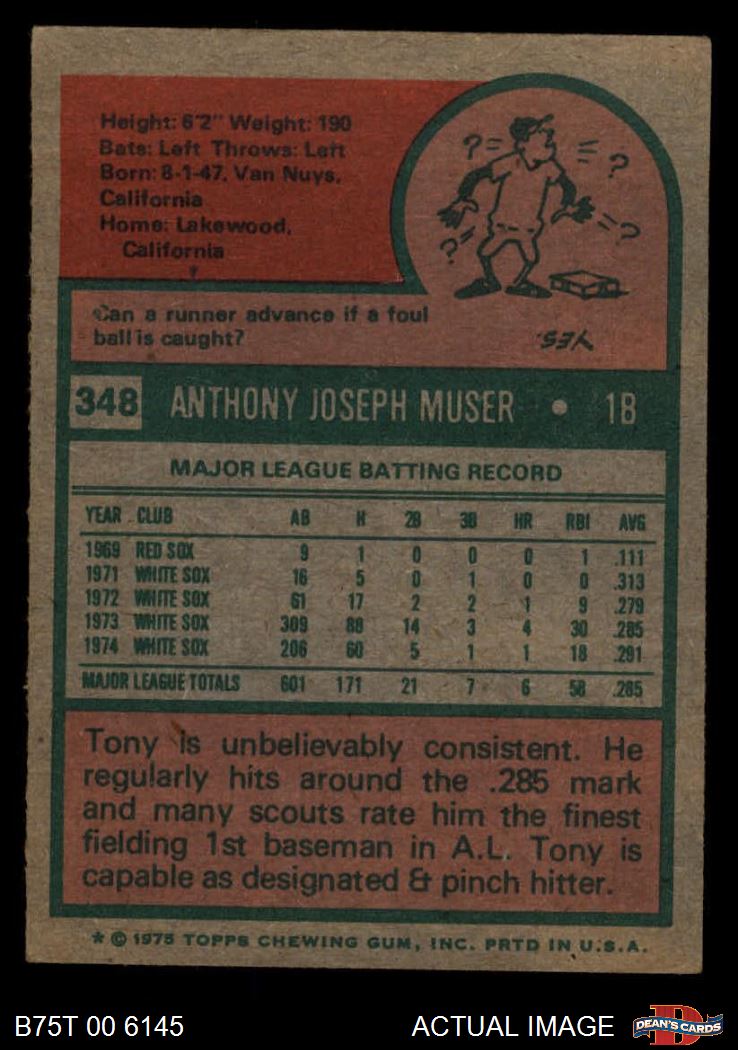 Height: 6'2" Weight: 190
Bats: Left Throws: Left
Born: 8-1-47, Van Nuys,
California
Home: Lakewood,
California
? ? ? ?
Can a runner advance if a foul
ball is caught?
YES.
348 ANTHONY JOSEPH MUSER • 1B
MAJOR LEAGUE BATTING RECORD
YEAR CLUB AB H 2B 3B HR RBI AVG
1969 RED SOX 9 1 0 0 0 1 .111
1971 WHITE SOX 16 5 0 1 0 0 .313
1972 WHITE SOX 61 17 2 2 1 9 .279
1973 WHITE SOX 309 88 14 3 4 30 .285
1974 WHITE SOX 206 60 5 1 1 18 .291
MAJOR LEAGUE TOTALS 601 171 21 7 6 58 .285
Tony is unbelievably consistent. He
regularly hits around the .285 mark
and many scouts rate him the finest
fielding 1st baseman in A.L. Tony is
capable as designated & pinch hitter.
* © 1975 TOPPS CHEWING GUM, INC. PRTD IN U.S.A.
B75T 00 6145 ACTUAL IMAGE D DEAN'S CARDS